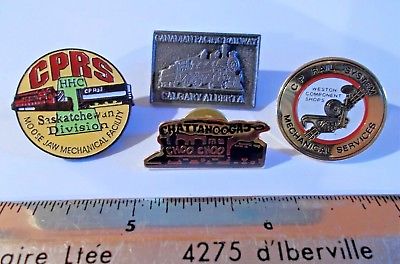 CPRS
HHC
CP Rail
Saskatchewan
Division
MOOSE JAW MECHANICAL FACILITY
CANADIAN PACIFIC RAILWAY
CALGARY ALBERTA
CHATTANOOGA
CHOO CHOO
CP RAIL SYSTEM
WESTON
COMPONENT
SHOPS
MECHANICAL SERVICES
5 6
aire Ltée 4275 d'Iberville